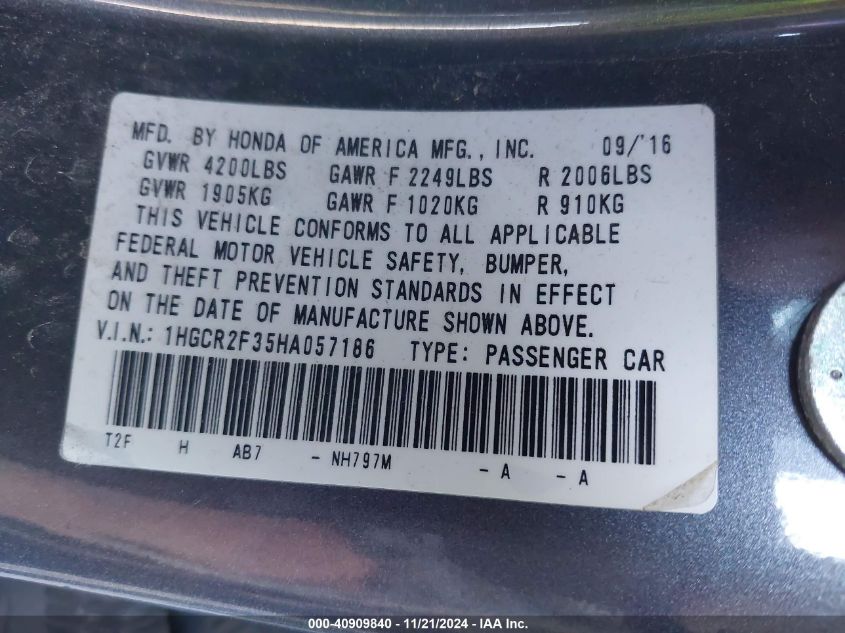 MFD. BY HONDA OF AMERICA MFG., INC. 09/'16
GVWR 4200LBS GAWR F 2249LBS R 2006LBS
GVWR 1905KG GAWR F 1020KG R 910KG
THIS VEHICLE CONFORMS TO ALL APPLICABLE
FEDERAL MOTOR VEHICLE SAFETY, BUMPER,
AND THEFT PREVENTION STANDARDS IN EFFECT
ON THE DATE OF MANUFACTURE SHOWN ABOVE.
V.I.N.: 1HGCR2F35HA057186 TYPE: PASSENGER CAR
T2F H AB7 - NH797M - A - A
000-40909840 - 11/21/2024 - IAA Inc.